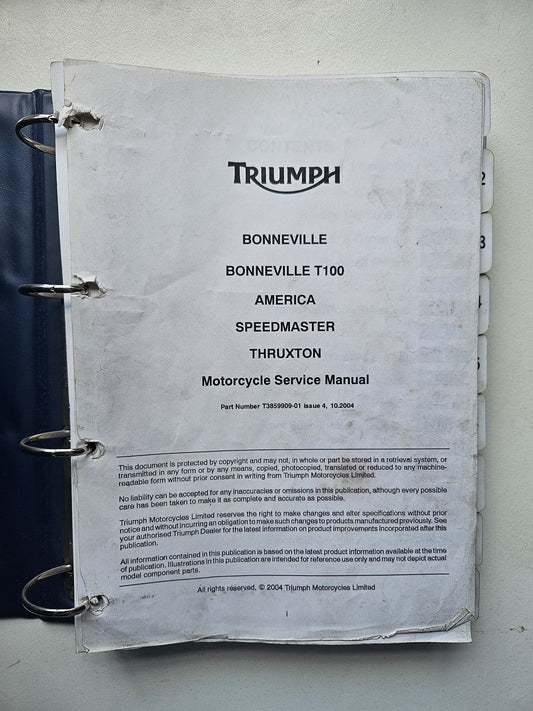 TRIUMPH
BONNEVILLE
BONNEVILLE T100
AMERICA
SPEEDMASTER
THRUXTON
Motorcycle Service Manual
Part Number T3859909-01 issue 4, 10.2004
This document is protected by copyright and may not, in whole or part be stored in a retrieval system, or
transmitted in any form or by any means, copied, photocopied, translated or reduced to any machine-
readable form without prior consent in writing from Triumph Motorcycles Limited.
No liability can be accepted for any inaccuracies or omissions in this publication, although every possible
care has been taken to make it as complete and accurate as possible.
Triumph Motorcycles Limited reserves the right to make changes and alter specifications without prior
notice and without incurring an obligation to make such changes to products manufactured previously. See
your authorised Triumph Dealer for the latest information on product improvements incorporated after this
publication.
All information contained in this publication is based on the latest product information available at the time
of publication. Illustrations in this publication are intended for reference use only and may not depict actual
model component parts.
All rights reserved, © 2004 Triumph Motorcycles Limited
2
3
4